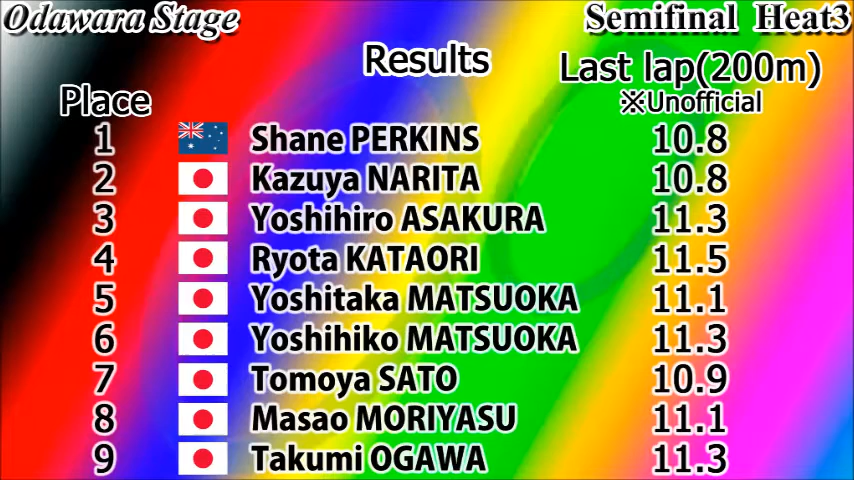 Odawara Stage
Semifinal Heat3
Results
Last lap(200m)
Place
※Unofficial
1 Shane PERKINS 10.8
2 Kazuya NARITA 10.8
3 Yoshihiro ASAKURA 11.3
4 Ryota KATAORI 11.5
5 Yoshitaka MATSUOKA 11.1
6 Yoshihiko MATSUOKA 11.3
7 Tomoya SATO 10.9
8 Masao MORIYASU 11.1
9 Takumi OGAWA 11.3